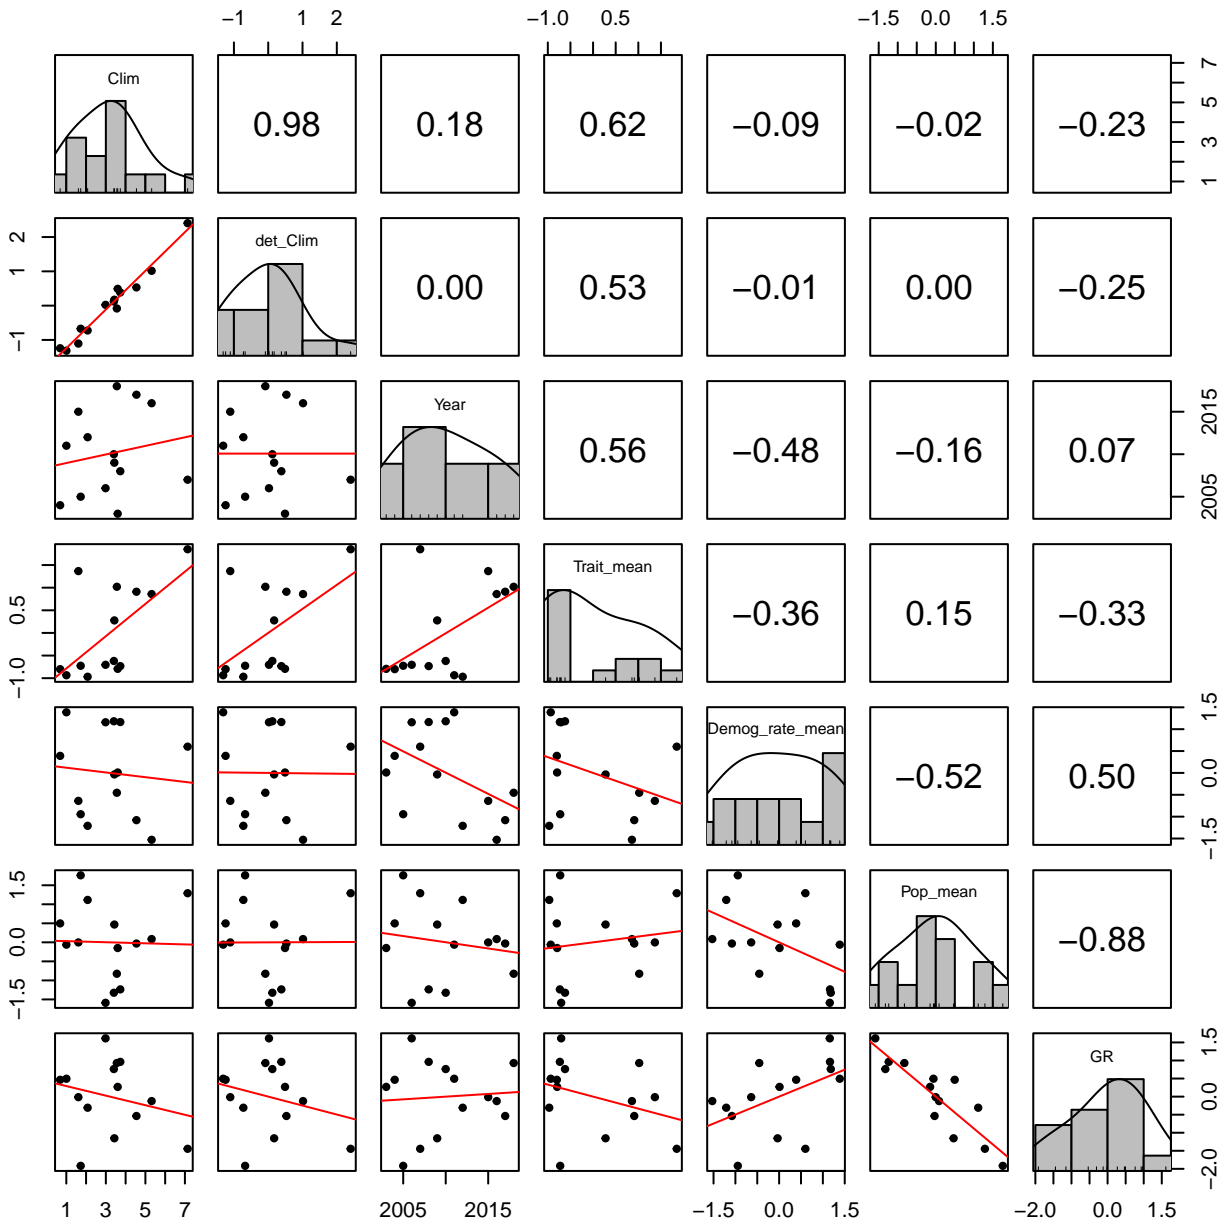 −1 1 2 −1.0 0.5 −1.5 0.0 1.5
Clim 0.98 0.18 0.62 −0.09 −0.02 −0.23 1 3 5 7
−1 1 2 det_Clim 0.00 0.53 −0.01 0.00 −0.25
Year 0.56 −0.48 −0.16 0.07 2005 2015
−1.0 0.5 Trait_mean −0.36 0.15 −0.33
Demog_rate_mean −0.52 0.50 −1.5 0.0 1.5
−1.5 0.0 1.5 Pop_mean −0.88
GR −2.0 0.0 1.5
1 3 5 7 2005 2015 −1.5 0.0 1.5 −2.0 0.0 1.5